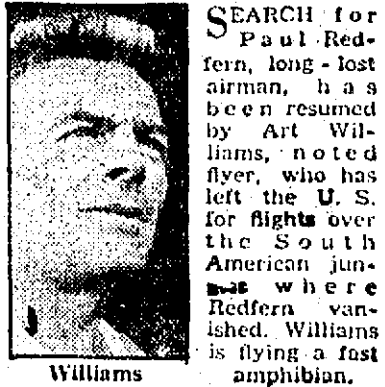 SEARCH for
Paul Red-
fern, long-lost
airman, has
been resumed
by Art Wil-
liams, noted
flyer, who has
left the U. S.
for flights over
the South
American jun-
where
Redfern van-
ished. Williams
is flying a fast
amphibian.
Williams